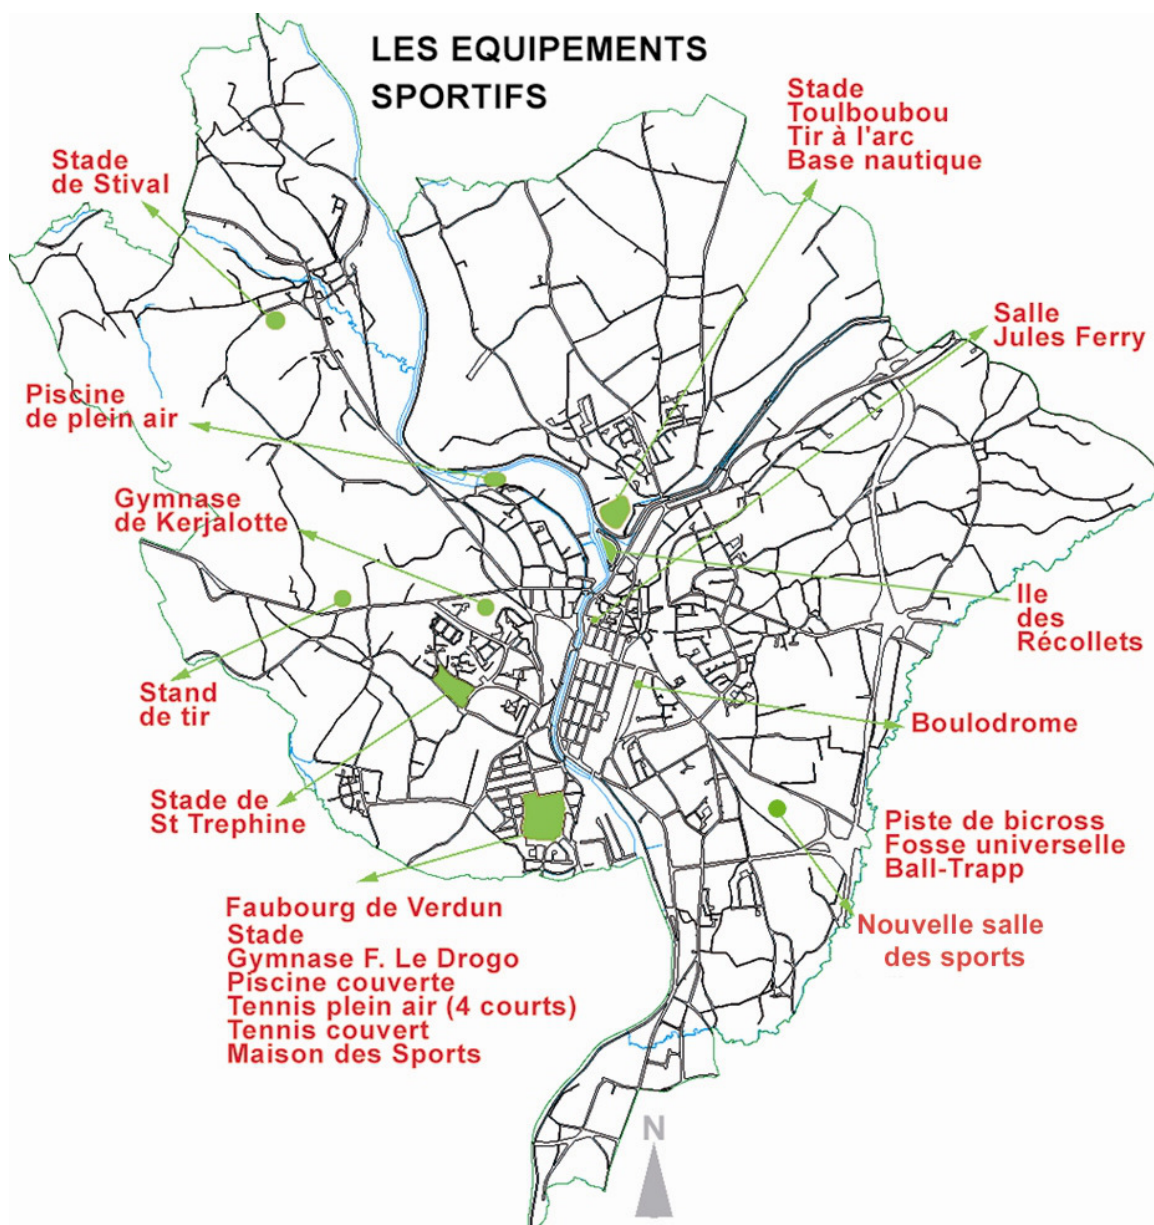 LES EQUIPEMENTS
SPORTIFS
Stade
Toulboubou
Tir à l'arc
Base nautique
Stade
de Stival
Salle
Jules Ferry
Piscine
de plein air
Gymnase
de Kerjalotte
Ile
des
Récollets
Stand
de tir
Boulodrome
Stade de
St Trephine
Piste de bicross
Fosse universelle
Ball-Trapp
Nouvelle salle
des sports
Faubourg de Verdun
Stade
Gymnase F. Le Drogo
Piscine couverte
Tennis plein air (4 courts)
Tennis couvert
Maison des Sports
N